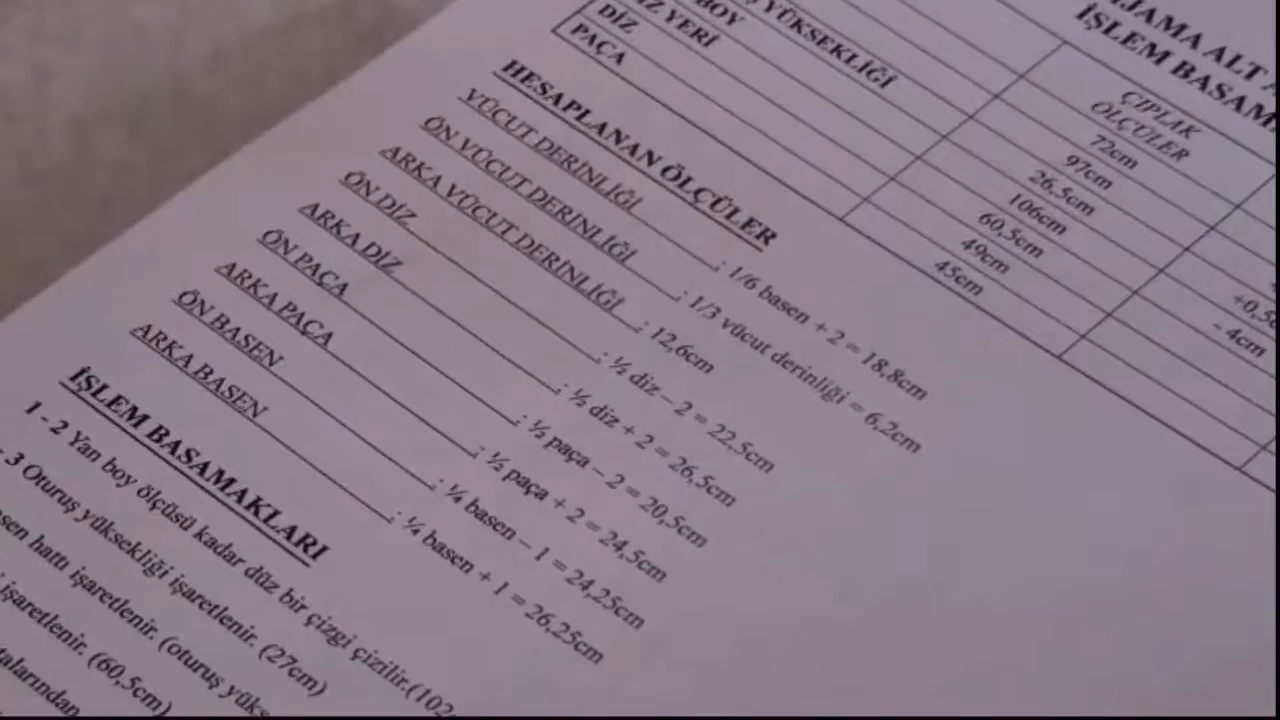 İŞLEM
ÇIPLAK
ÖLÇÜLER
72cm
97cm
YÜKSEKLİĞİ 26,5cm
BOY 106cm +0,5
YERİ 60,5cm - 4cm
DİZ 49cm
PAÇA 45cm
HESAPLANAN ÖLÇÜLER
VÜCUT DERİNLİĞİ : 1/6 basen + 2 = 18,8cm
ÖN VÜCUT DERİNLİĞİ : 1/3 vücut derinliği = 6,2cm
ARKA VÜCUT DERİNLİĞİ : 12,6cm
ÖN DİZ : ½ diz – 2 = 22,5cm
ARKA DİZ : ½ diz + 2 = 26,5cm
ÖN PAÇA : ½ paça – 2 = 20,5cm
ARKA PAÇA : ½ paça + 2 = 24,5cm
ÖN BASEN : ¼ basen – 1 = 24,25cm
ARKA BASEN : ¼ basen + 1 = 26,25cm
İŞLEM BASAMAKLARI
1 - 2 Yan boy ölçüsü kadar düz bir çizgi çizilir.(102
- 3 Oturuş yüksekliği işaretlenir. (27cm)
hattı işaretlenir. (oturuş
işaretlenir. (60,5cm)